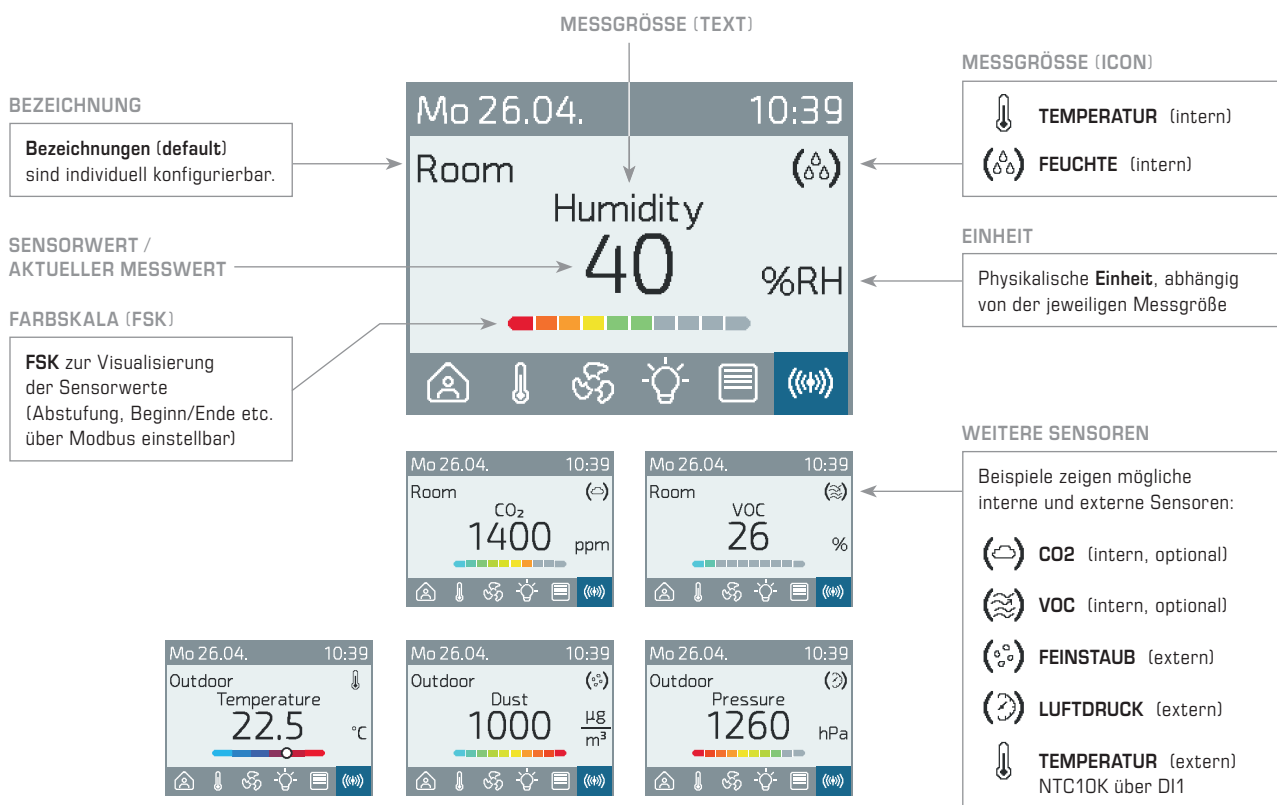 MESSGRÖSSE (TEXT)
MESSGRÖSSE (ICON)
TEMPERATUR (intern)
FEUCHTE (intern)
BEZEICHNUNG
Bezeichnungen (default)
sind individuell konfigurierbar.
SENSORWERT /
AKTUELLER MESSWERT
FARBSKALA (FSK)
FSK zur Visualisierung
der Sensorwerte
(Abstufung, Beginn/Ende etc.
über Modbus einstellbar)
Mo 26.04. 10:39
Room
Humidity
40
%RH
EINHEIT
Physikalische Einheit, abhängig
von der jeweiligen Messgröße
WEITERE SENSOREN
Beispiele zeigen mögliche
interne und externe Sensoren:
CO2 (intern, optional)
VOC (intern, optional)
FEINSTAUB (extern)
LUFTDRUCK (extern)
TEMPERATUR (extern)
NTC10K über DI1
Mo 26.04. 10:39
Room
CO₂
1400
ppm
Mo 26.04. 10:39
Room
VOC
26
%
Mo 26.04. 10:39
Outdoor
Temperature
22.5
°C
Mo 26.04. 10:39
Outdoor
Dust
1000
µg
m³
Mo 26.04. 10:39
Outdoor
Pressure
1260
hPa